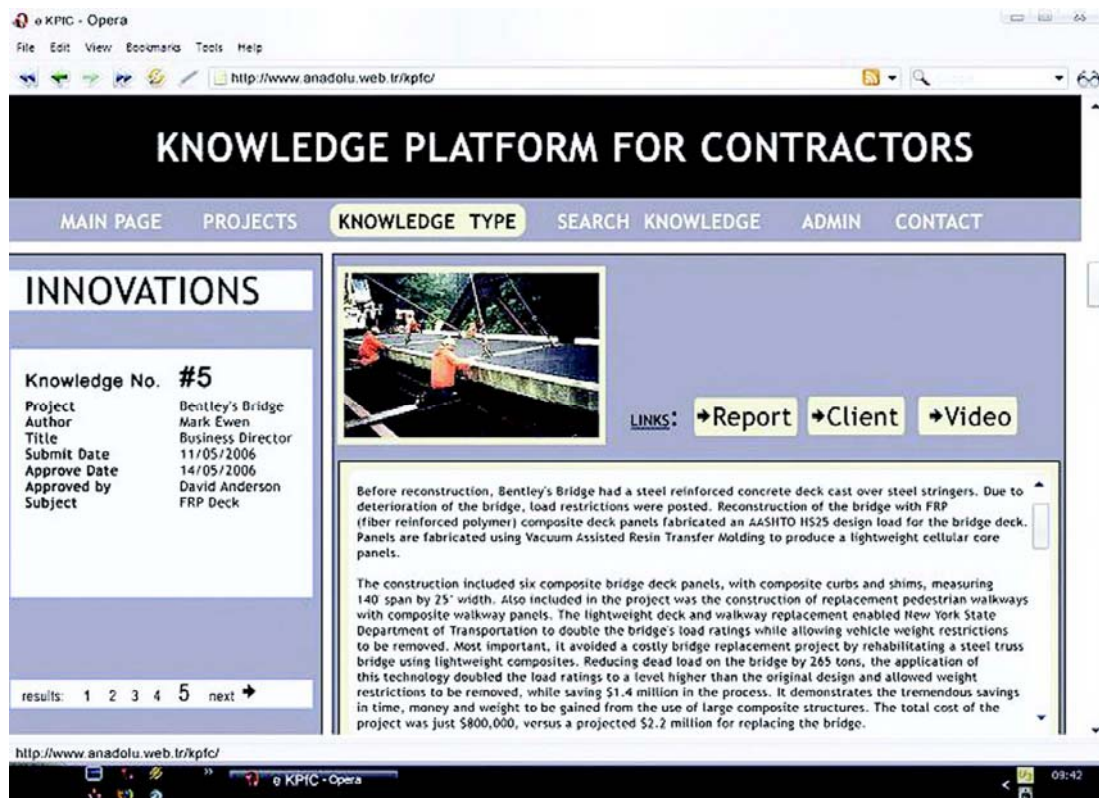 e KPfC - Opera
File Edit View Bookmarks Tools Help
http://www.anadolu.web.tr/kpfc/
KNOWLEDGE PLATFORM FOR CONTRACTORS
MAIN PAGE PROJECTS KNOWLEDGE TYPE SEARCH KNOWLEDGE ADMIN CONTACT
INNOVATIONS
Knowledge No. #5
Project Bentley's Bridge
Author Mark Ewen
Title Business Director
Submit Date 11/05/2006
Approve Date 14/05/2006
Approved by David Anderson
Subject FRP Deck
results: 1 2 3 4 5 next
LINKS: Report Client Video
Before reconstruction, Bentley's Bridge had a steel reinforced concrete deck cast over steel stringers. Due to
deterioration of the bridge, load restrictions were posted. Reconstruction of the bridge with FRP
(fiber reinforced polymer) composite deck panels fabricated an AASHTO HS25 design load for the bridge deck.
Panels are fabricated using Vacuum Assisted Resin Transfer Molding to produce a lightweight cellular core
panels.
The construction included six composite bridge deck panels, with composite curbs and shims, measuring
140' span by 25' width. Also included in the project was the construction of replacement pedestrian walkways
with composite walkway panels. The lightweight deck and walkway replacement enabled New York State
Department of Transportation to double the bridge's load ratings while allowing vehicle weight restrictions
to be removed. Most important, it avoided a costly bridge replacement project by rehabilitating a steel truss
bridge using lightweight composites. Reducing dead load on the bridge by 265 tons, the application of
this technology doubled the load ratings to a level higher than the original design and allowed weight
restrictions to be removed, while saving $1.4 million in the process. It demonstrates the tremendous savings
in time, money and weight to be gained from the use of large composite structures. The total cost of the
project was just $800,000, versus a projected $2.2 million for replacing the bridge.
http://www.anadolu.web.tr/kpfc/
e KPfC - Opera
09:42